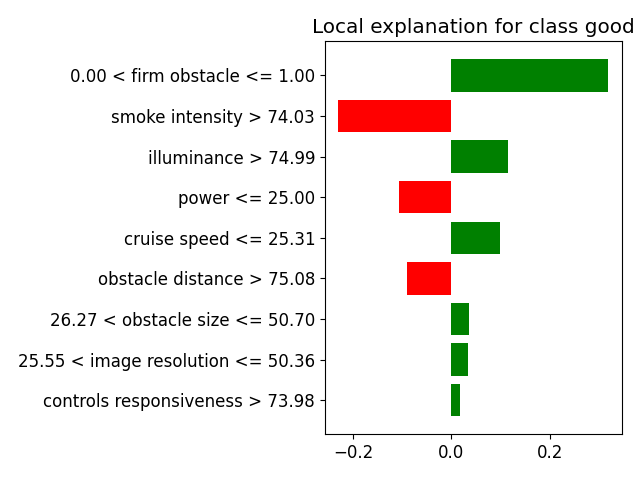 Local explanation for class good
0.00 < firm obstacle <= 1.00
smoke intensity > 74.03
illuminance > 74.99
power <= 25.00
cruise speed <= 25.31
obstacle distance > 75.08
26.27 < obstacle size <= 50.70
25.55 < image resolution <= 50.36
controls responsiveness > 73.98
−0.2 0.0 0.2